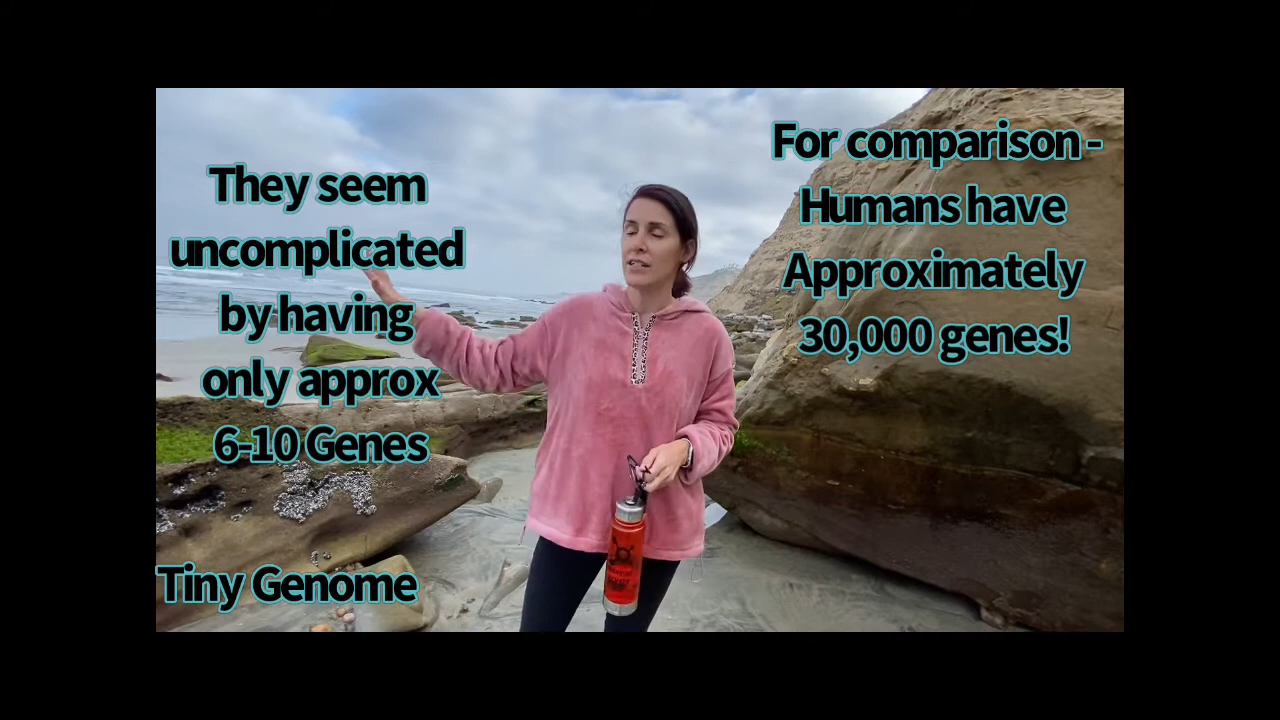 They seem
uncomplicated
by having
only approx
6-10 Genes
Tiny Genome
For comparison -
Humans have
Approximately
30,000 genes!